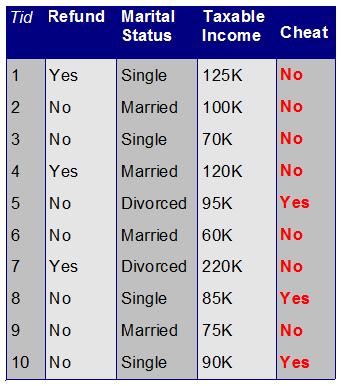 Tid Refund Marital Status Taxable Income Cheat
1 Yes Single 125K No
2 No Married 100K No
3 No Single 70K No
4 Yes Married 120K No
5 No Divorced 95K Yes
6 No Married 60K No
7 Yes Divorced 220K No
8 No Single 85K Yes
9 No Married 75K No
10 No Single 90K Yes